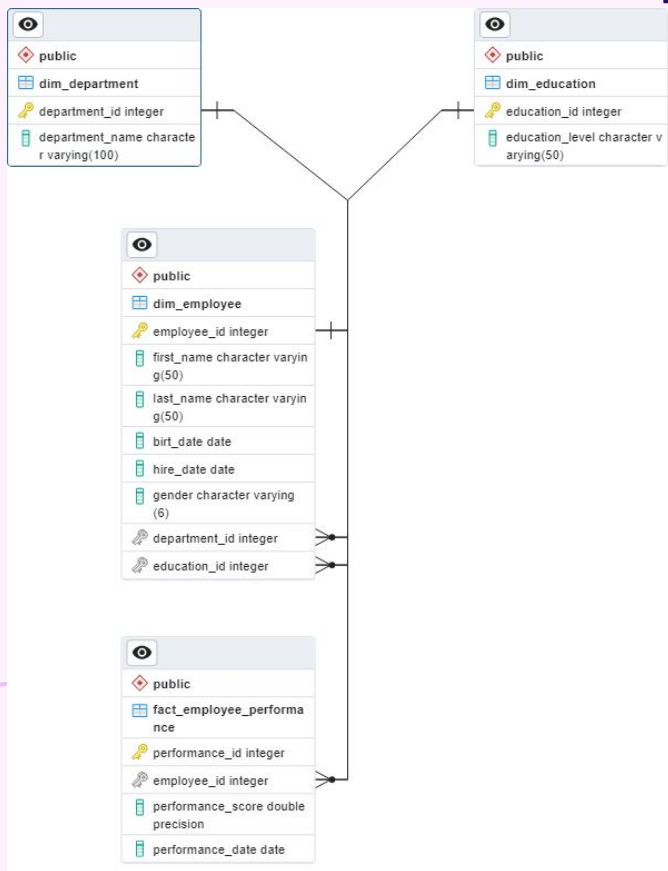 public
dim_department
department_id integer
department_name characte
r varying(100)
public
dim_education
education_id integer
education_level character v
arying(50)
public
dim_employee
employee_id integer
first_name character varyin
g(50)
last_name character varyin
g(50)
birt_date date
hire_date date
gender character varying
(6)
department_id integer
education_id integer
public
fact_employee_performa
nce
performance_id integer
employee_id integer
performance_score double
precision
performance_date date